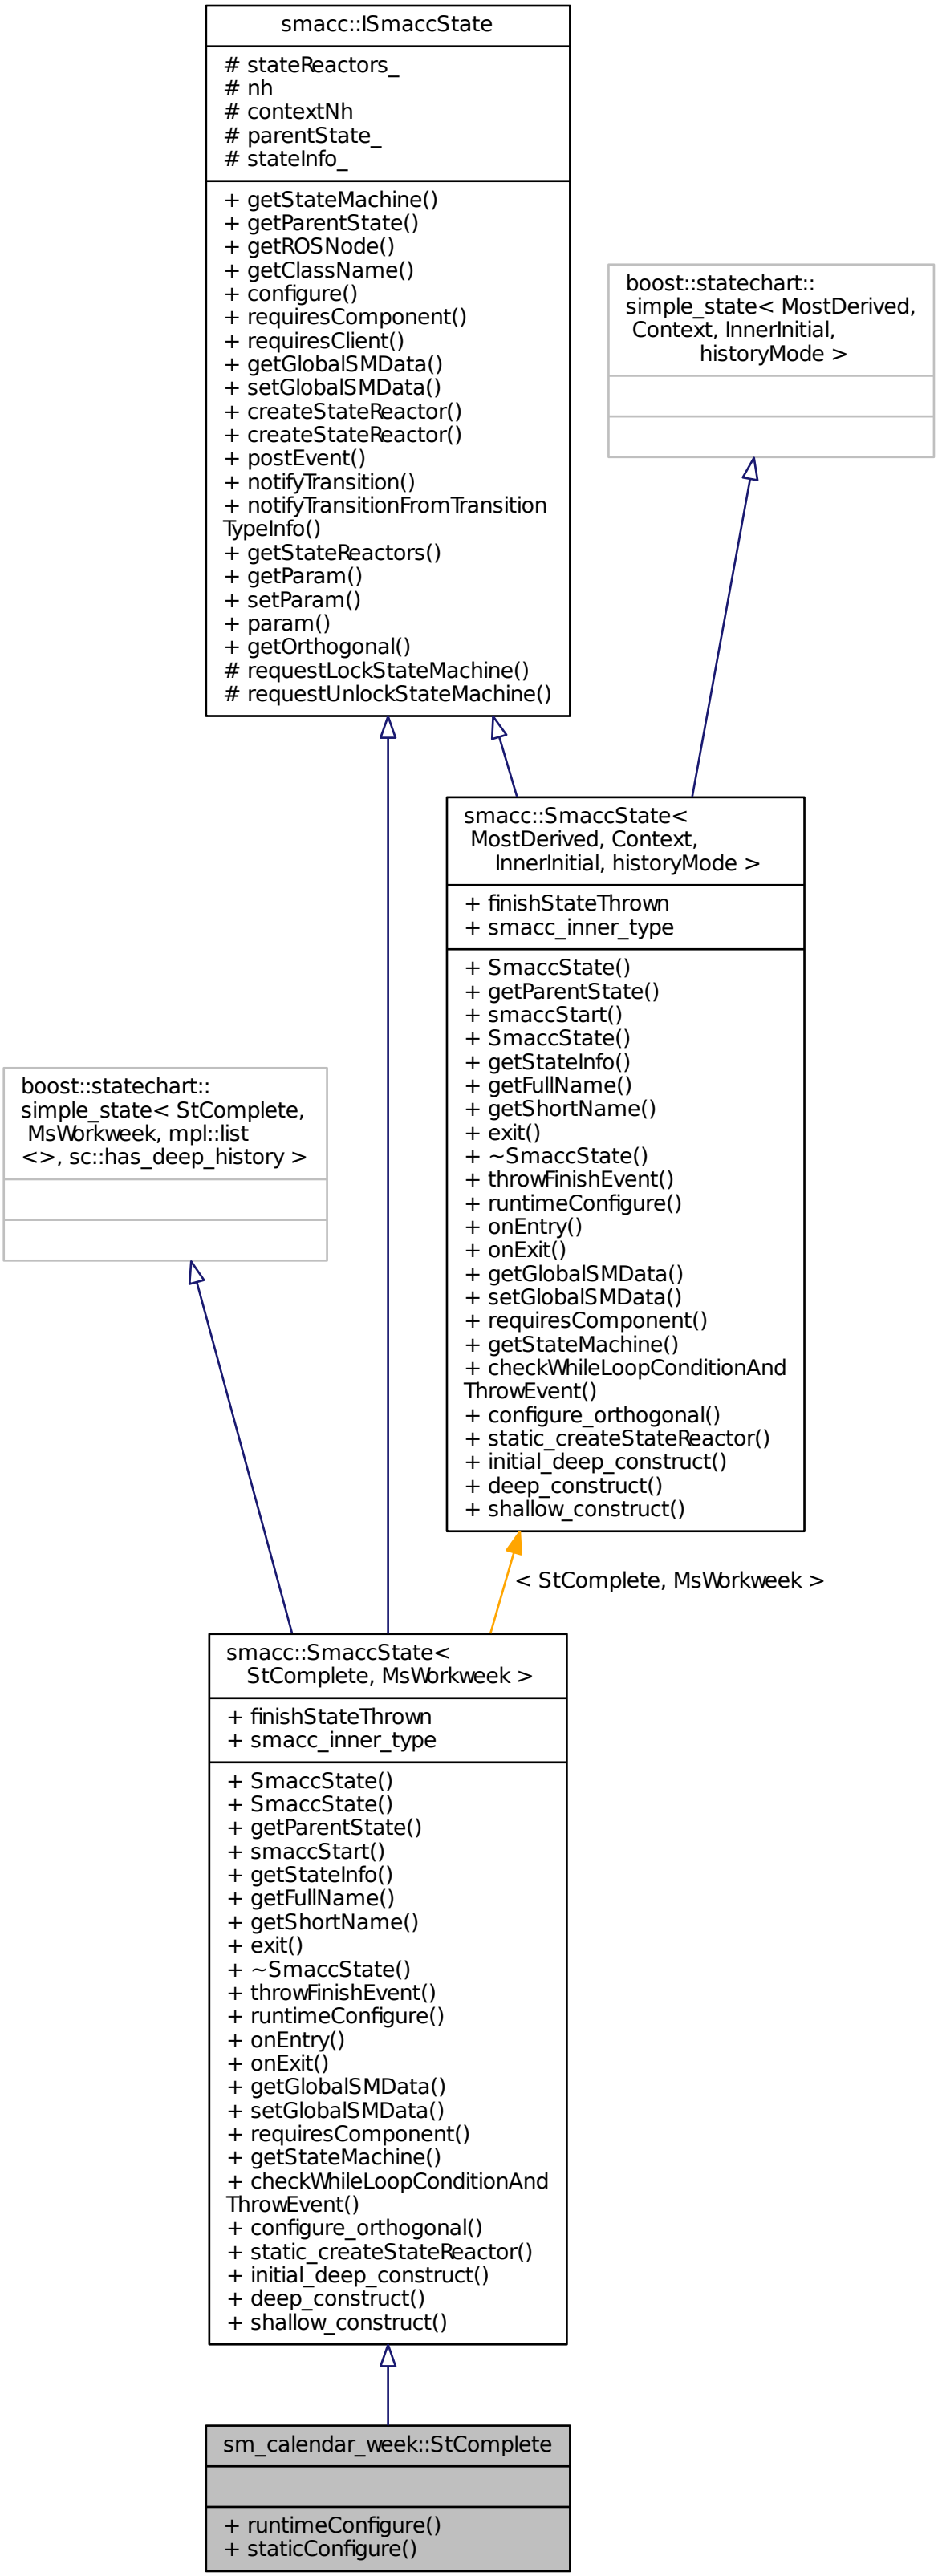 smacc::ISmaccState
# stateReactors_
# nh
# contextNh
# parentState_
# stateInfo_
+ getStateMachine()
+ getParentState()
+ getROSNode()
+ getClassName()
+ configure()
+ requiresComponent()
+ requiresClient()
+ getGlobalSMData()
+ setGlobalSMData()
+ createStateReactor()
+ createStateReactor()
+ postEvent()
+ notifyTransition()
+ notifyTransitionFromTransition
TypeInfo()
+ getStateReactors()
+ getParam()
+ setParam()
+ param()
+ getOrthogonal()
# requestLockStateMachine()
# requestUnlockStateMachine()
boost::statechart::
simple_state< MostDerived,
Context, InnerInitial,
historyMode >
smacc::SmaccState<
MostDerived, Context,
InnerInitial, historyMode >
+ finishStateThrown
+ smacc_inner_type
+ SmaccState()
+ getParentState()
+ smaccStart()
+ SmaccState()
+ getStateInfo()
+ getFullName()
+ getShortName()
+ exit()
+ ~SmaccState()
+ throwFinishEvent()
+ runtimeConfigure()
+ onEntry()
+ onExit()
+ getGlobalSMData()
+ setGlobalSMData()
+ requiresComponent()
+ getStateMachine()
+ checkWhileLoopConditionAnd
ThrowEvent()
+ configure_orthogonal()
+ static_createStateReactor()
+ initial_deep_construct()
+ deep_construct()
+ shallow_construct()
boost::statechart::
simple_state< StComplete,
MsWorkweek, mpl::list
<>, sc::has_deep_history >
< StComplete, MsWorkweek >
smacc::SmaccState<
StComplete, MsWorkweek >
+ finishStateThrown
+ smacc_inner_type
+ SmaccState()
+ SmaccState()
+ getParentState()
+ smaccStart()
+ getStateInfo()
+ getFullName()
+ getShortName()
+ exit()
+ ~SmaccState()
+ throwFinishEvent()
+ runtimeConfigure()
+ onEntry()
+ onExit()
+ getGlobalSMData()
+ setGlobalSMData()
+ requiresComponent()
+ getStateMachine()
+ checkWhileLoopConditionAnd
ThrowEvent()
+ configure_orthogonal()
+ static_createStateReactor()
+ initial_deep_construct()
+ deep_construct()
+ shallow_construct()
sm_calendar_week::StComplete
+ runtimeConfigure()
+ staticConfigure()